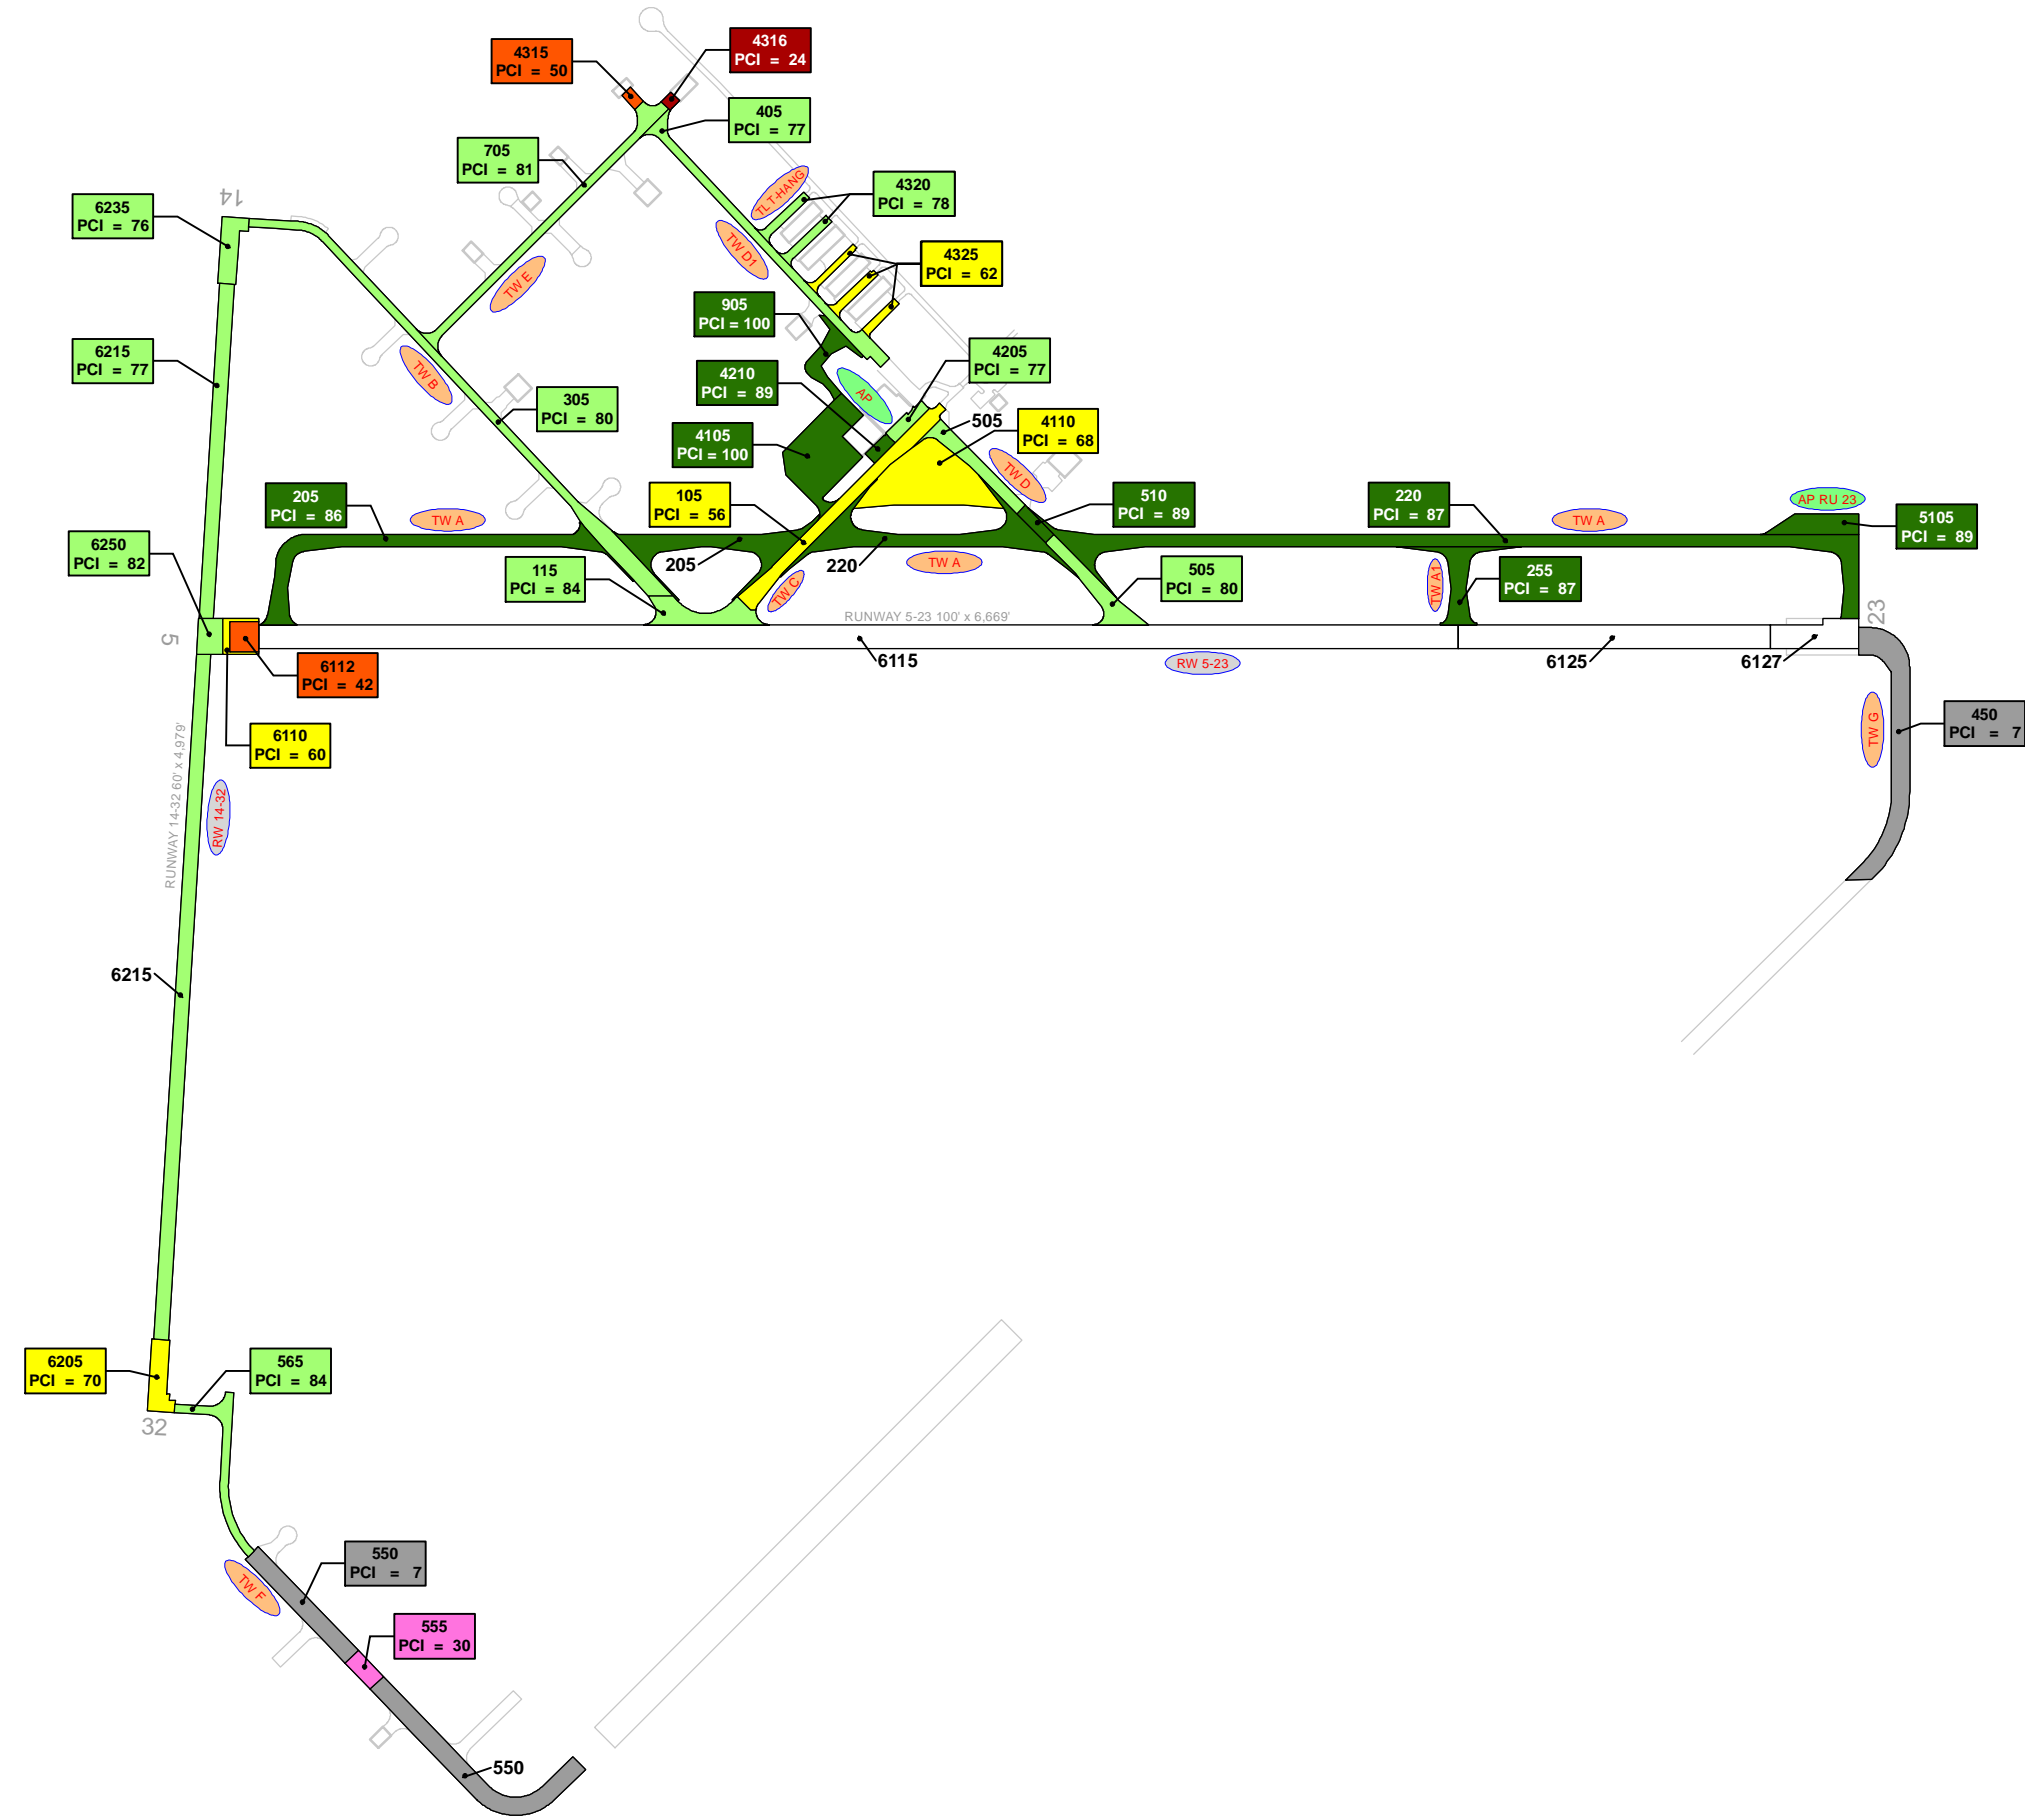 4315
PCI = 50
4316
PCI = 24
405
PCI = 77
705
PCI = 81
TL T-HANG
4320
PCI = 78
14
6235
PCI = 76
TW D1
4325
PCI = 62
TW E
905
PCI = 100
6215
PCI = 77
TW B
4210
PCI = 89
AP
4205
PCI = 77
305
PCI = 80
505
4110
PCI = 68
4105
PCI = 100
TW D
205
PCI = 86
TW A
105
PCI = 56
510
PCI = 89
220
PCI = 87
TW A
AP RU 23
5105
PCI = 89
6250
PCI = 82
205
220
TW A
115
PCI = 84
TW C
505
PCI = 80
TW A1
255
PCI = 87
RUNWAY 5-23 100' x 6,669'
23
5
6112
PCI = 42
6115
RW 5-23
6125
6127
6110
PCI = 60
TW G
450
PCI = 7
RUNWAY 14-32 60' x 4,979'
RW 14-32
6215
6205
PCI = 70
565
PCI = 84
32
550
PCI = 7
TW F
555
PCI = 30
550